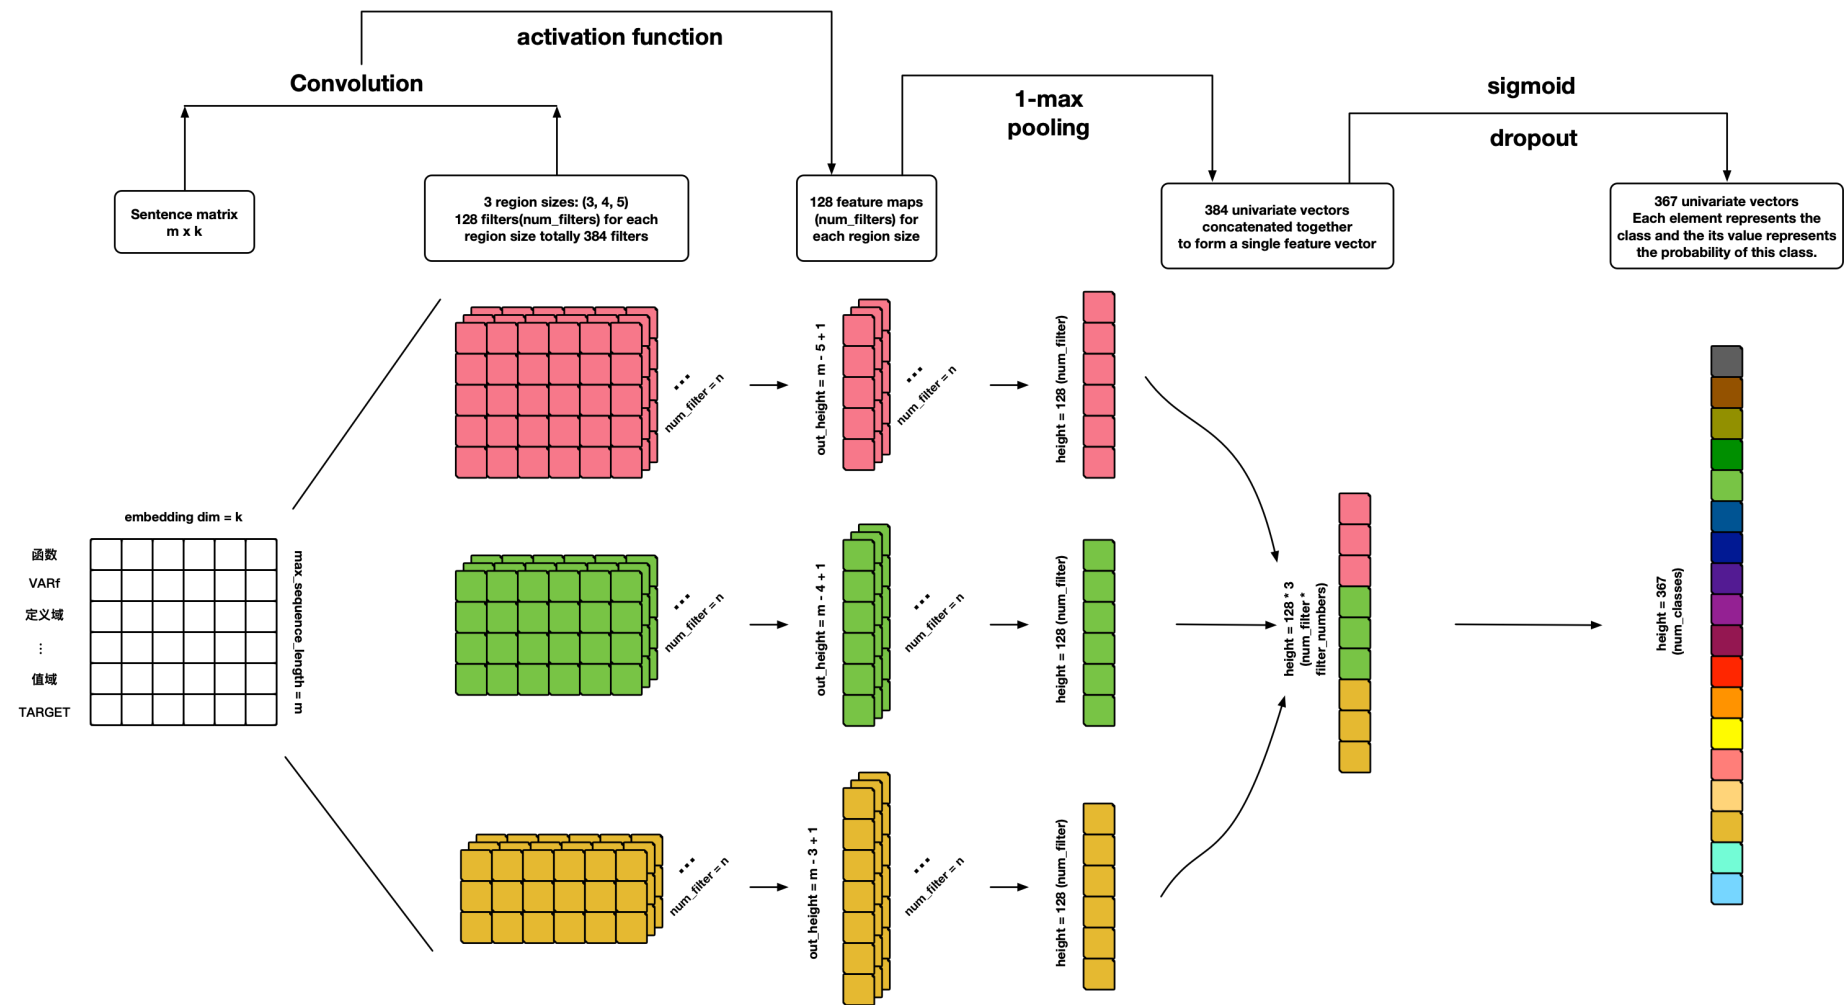 activation function
Convolution
1-max
pooling
sigmoid
dropout
Sentence matrix
m x k
3 region sizes: (3, 4, 5)
128 filters(num_filters) for each
region size totally 384 filters
128 feature maps
(num_filters) for
each region size
384 univariate vectors
concatenated together
to form a single feature vector
367 univariate vectors
Each element represents the
class and the its value represents
the probability of this class.
embedding dim = k
函数
VARf
定义域
⋮
值域
TARGET
max_sequence_length = m
...
num_filter = n
out_height = m - 5 + 1
...
num_filter = n
height = 128 (num_filter)
...
num_filter = n
out_height = m - 4 + 1
...
num_filter = n
height = 128 (num_filter)
...
num_filter = n
out_height = m - 3 + 1
...
num_filter = n
height = 128 (num_filter)
height = 128 * 3
(num_filter *
filter_numbers)
height = 367
(num_classes)